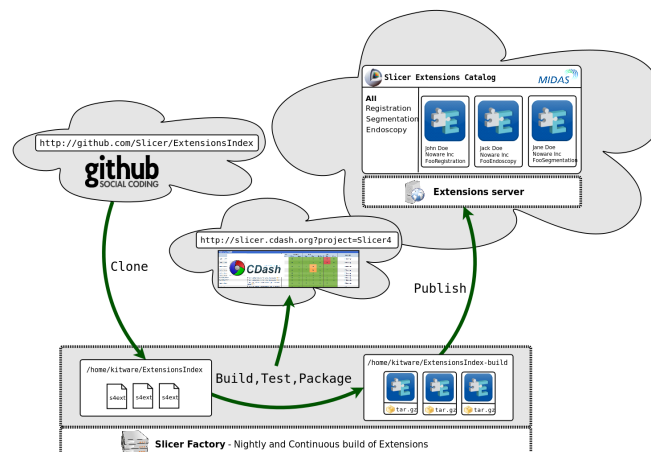 Slicer Extensions Catalog
MIDAS
All
Registration
Segmentation
Endoscopy
John Doe
Noware Inc
FooRegistration
Jack Doe
Noware Inc
FooEndoscopy
Jane Doe
Noware Inc
FooSegmentation
Extensions server
http://github.com/Slicer/ExtensionsIndex
github
SOCIAL CODING
http://slicer.cdash.org?project=Slicer4
CDash
Clone
Publish
Build,Test,Package
/home/kitware/ExtensionsIndex
s4ext s4ext s4ext
/home/kitware/ExtensionsIndex-build
tar.gz tar.gz tar.gz
Slicer Factory - Nightly and Continuous build of Extensions